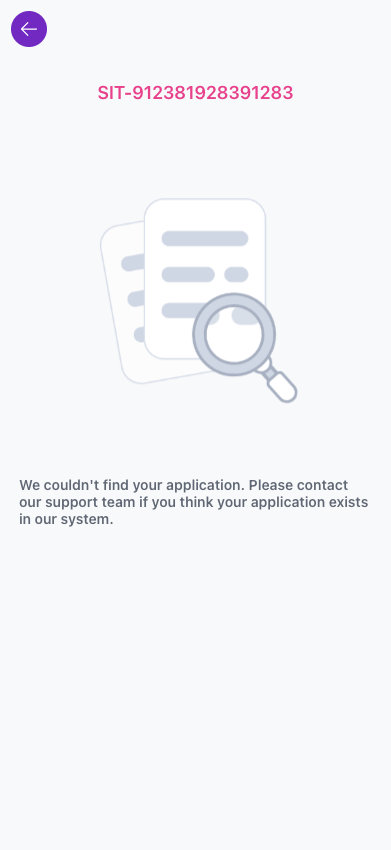 SIT-912381928391283
We couldn't find your application. Please contact
our support team if you think your application exists
in our system.